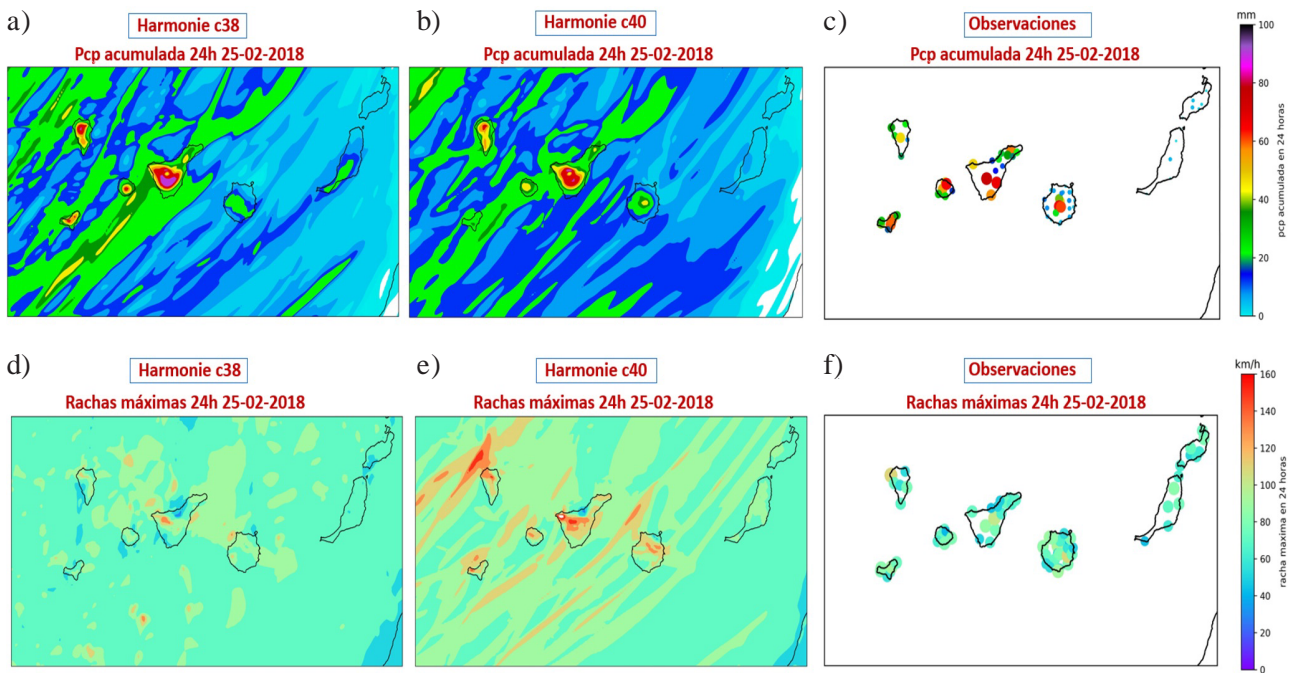 a)
Harmonie c38
Pcp acumulada 24h 25-02-2018
b)
Harmonie c40
Pcp acumulada 24h 25-02-2018
c)
Observaciones
Pcp acumulada 24h 25-02-2018
mm
100
80
60
40
20
0
pcp acumulada en 24 horas
d)
Harmonie c38
Rachas máximas 24h 25-02-2018
e)
Harmonie c40
Rachas máximas 24h 25-02-2018
f)
Observaciones
Rachas máximas 24h 25-02-2018
km/h
160
140
120
100
80
60
40
20
0
racha maxima en 24 horas